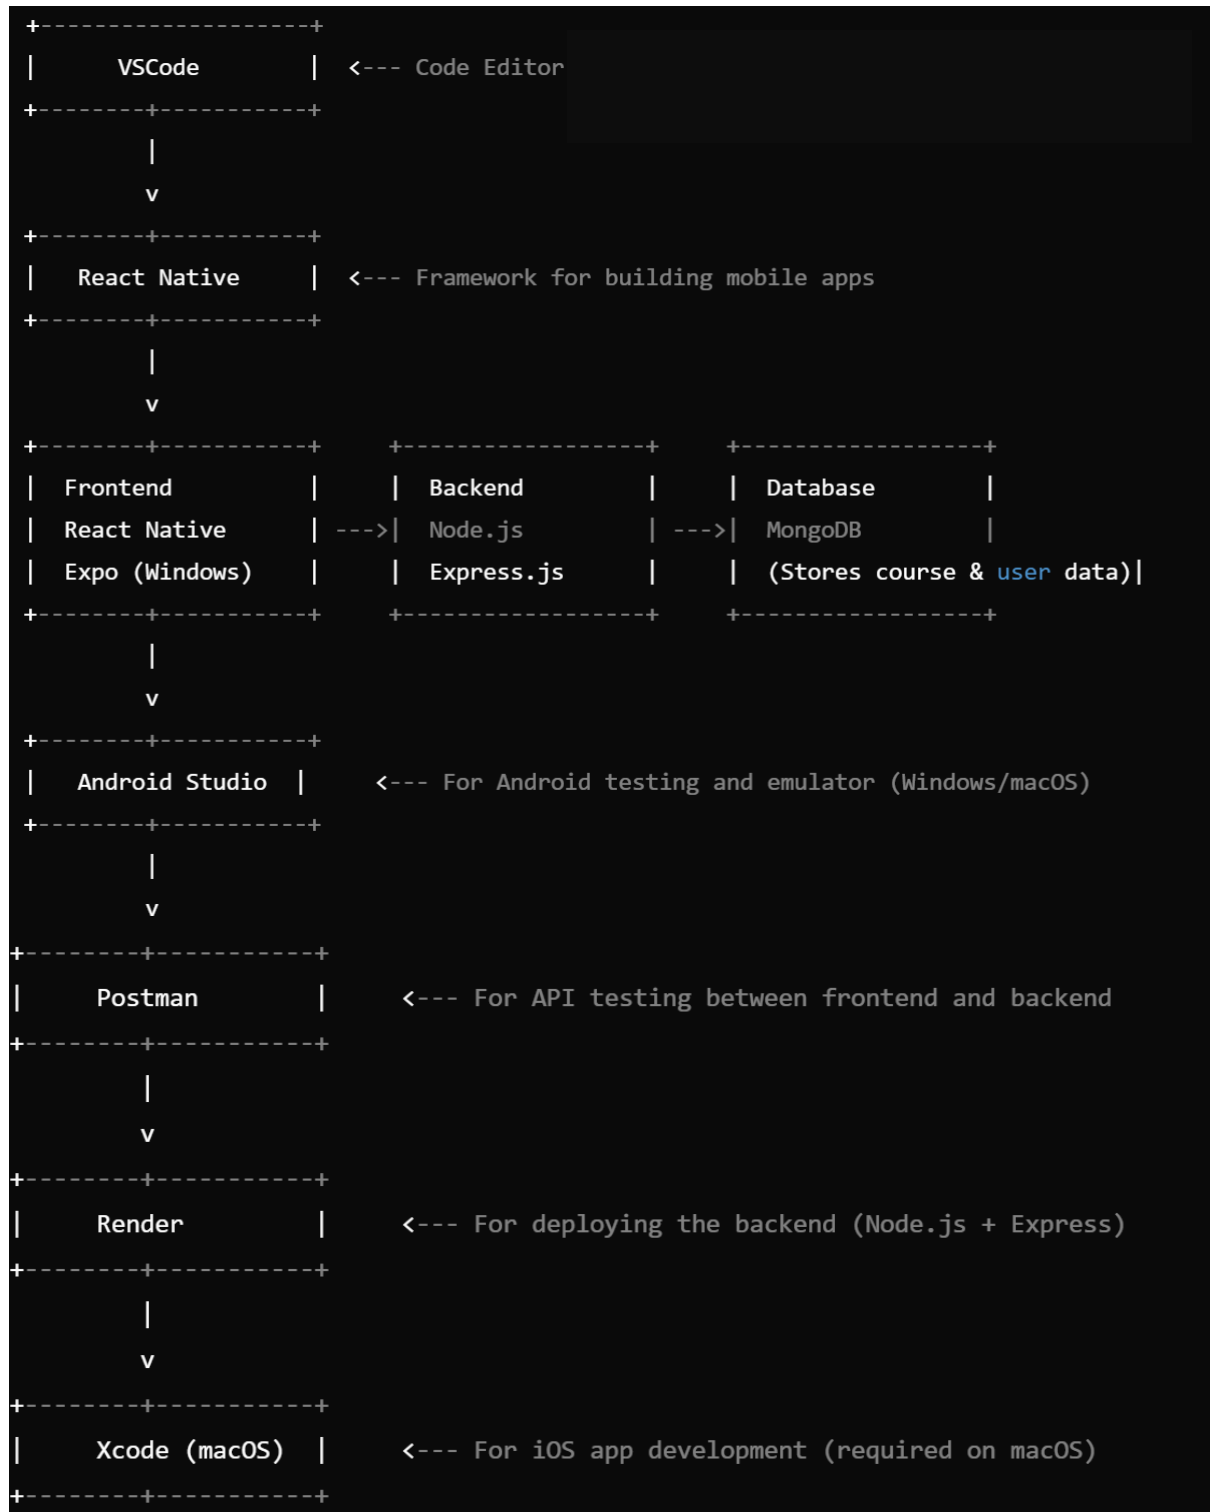 +--------------------+
|      VSCode        |  <--- Code Editor
+--------+-----------+
|
v
+--------+-----------+
|   React Native     |  <--- Framework for building mobile apps
+--------+-----------+
|
v
+--------+-----------+     +------------------+     +------------------+
|  Frontend          |     |  Backend         |     |  Database        |
|  React Native      | --->|  Node.js         | --->|  MongoDB         |
|  Expo (Windows)    |     |  Express.js      |     |  (Stores course & user data)|
+--------+-----------+     +------------------+     +------------------+
|
v
+--------+-----------+
|   Android Studio  |     <--- For Android testing and emulator (Windows/macOS)
+--------+-----------+
|
v
+--------+-----------+
|     Postman        |     <--- For API testing between frontend and backend
+--------+-----------+
|
v
+--------+-----------+
|     Render         |     <--- For deploying the backend (Node.js + Express)
+--------+-----------+
|
v
+--------+-----------+
|     Xcode (macOS)  |     <--- For iOS app development (required on macOS)
+--------+-----------+